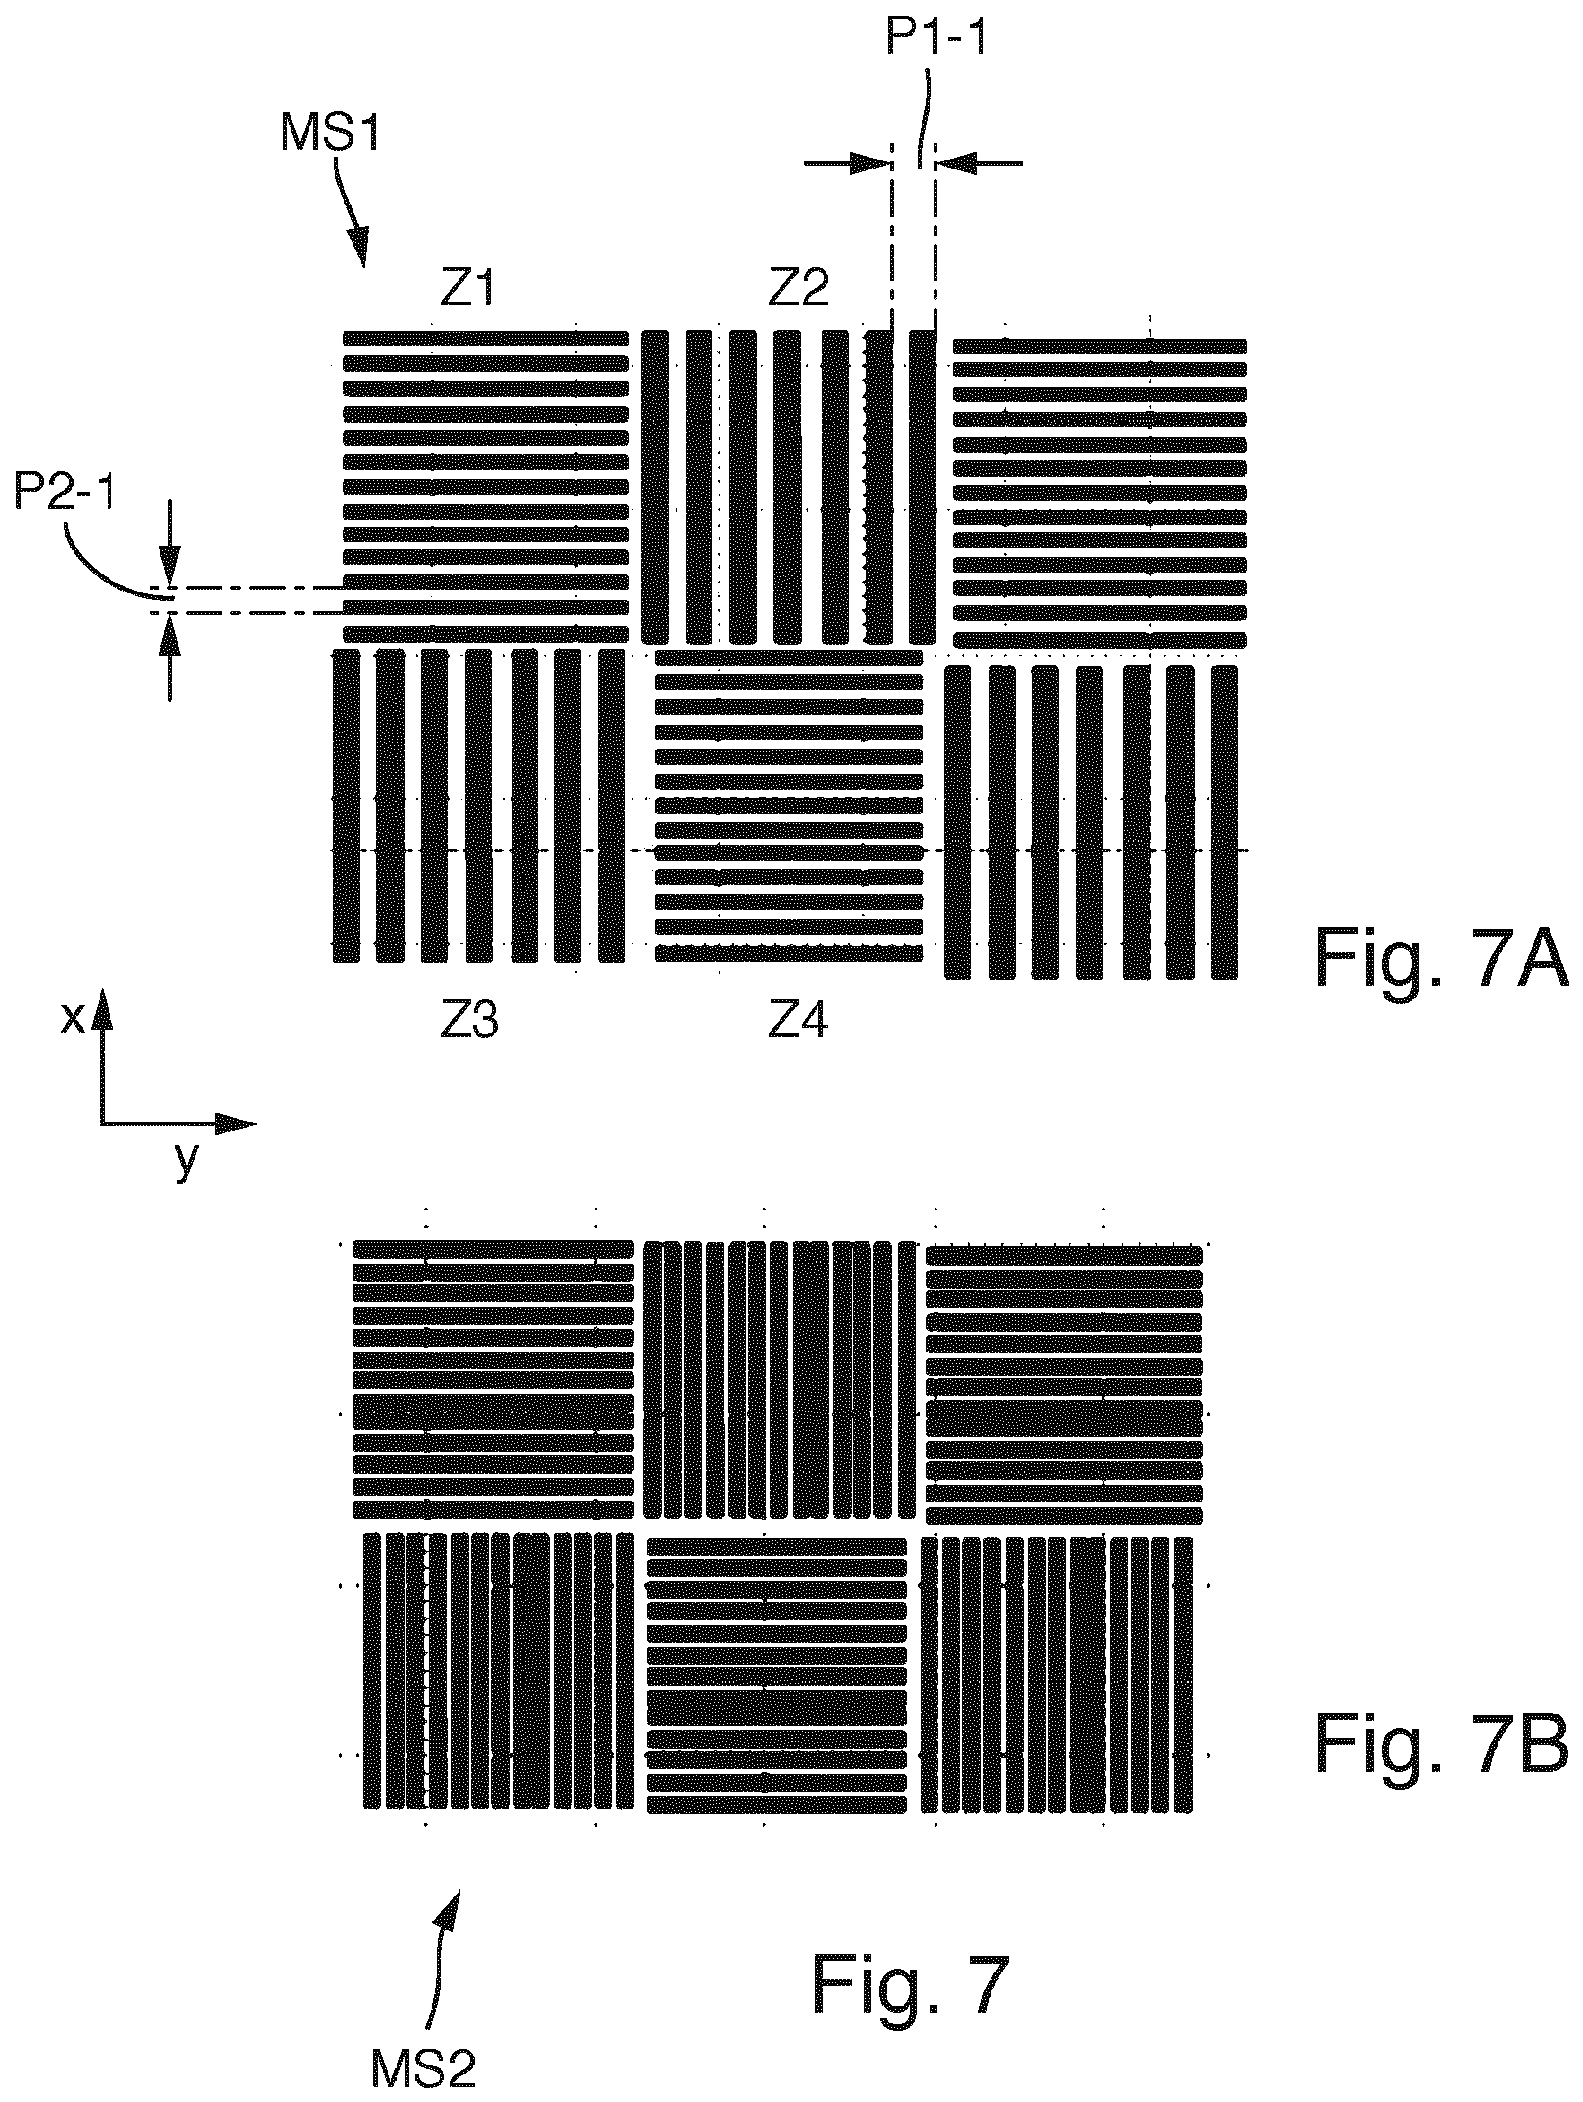 P1-1
MS1
Z1
Z2
P2-1
Fig. 7A
Z3
Z4
x
y
Fig. 7B
Fig. 7
MS2